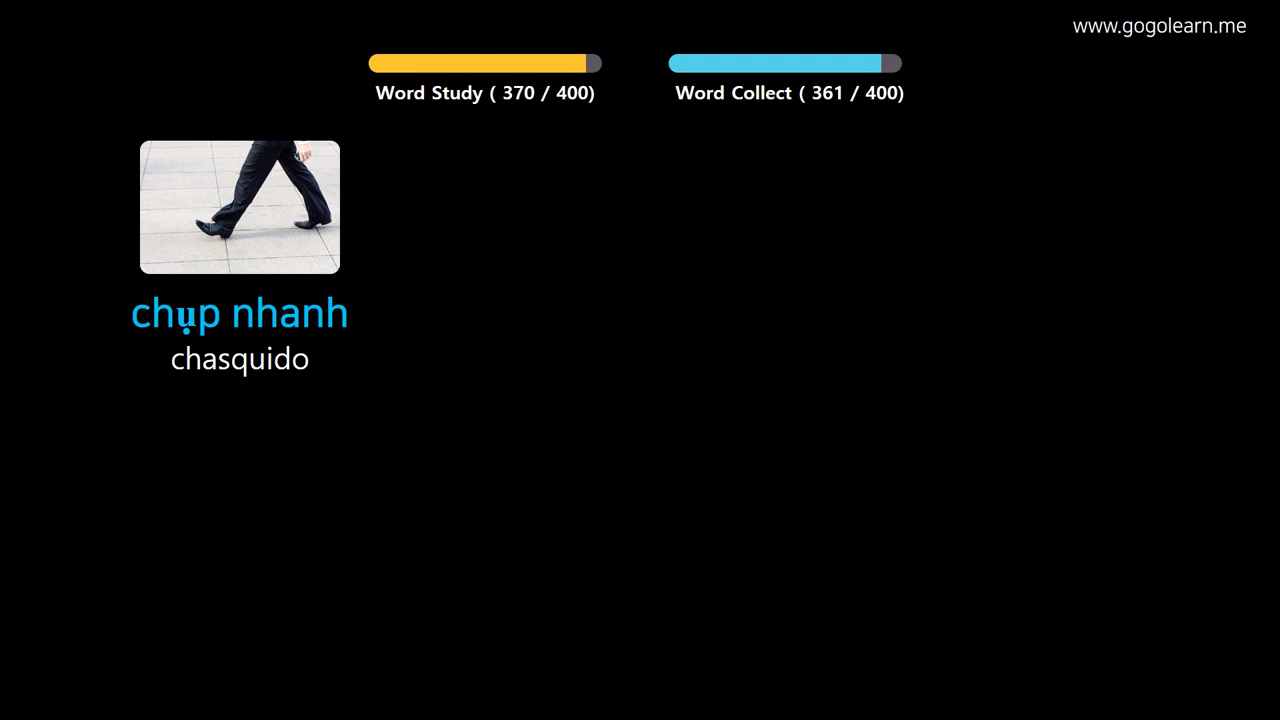 www.gogolearn.me
Word Study ( 370 / 400)
Word Collect ( 361 / 400)
chụp nhanh
chasquido